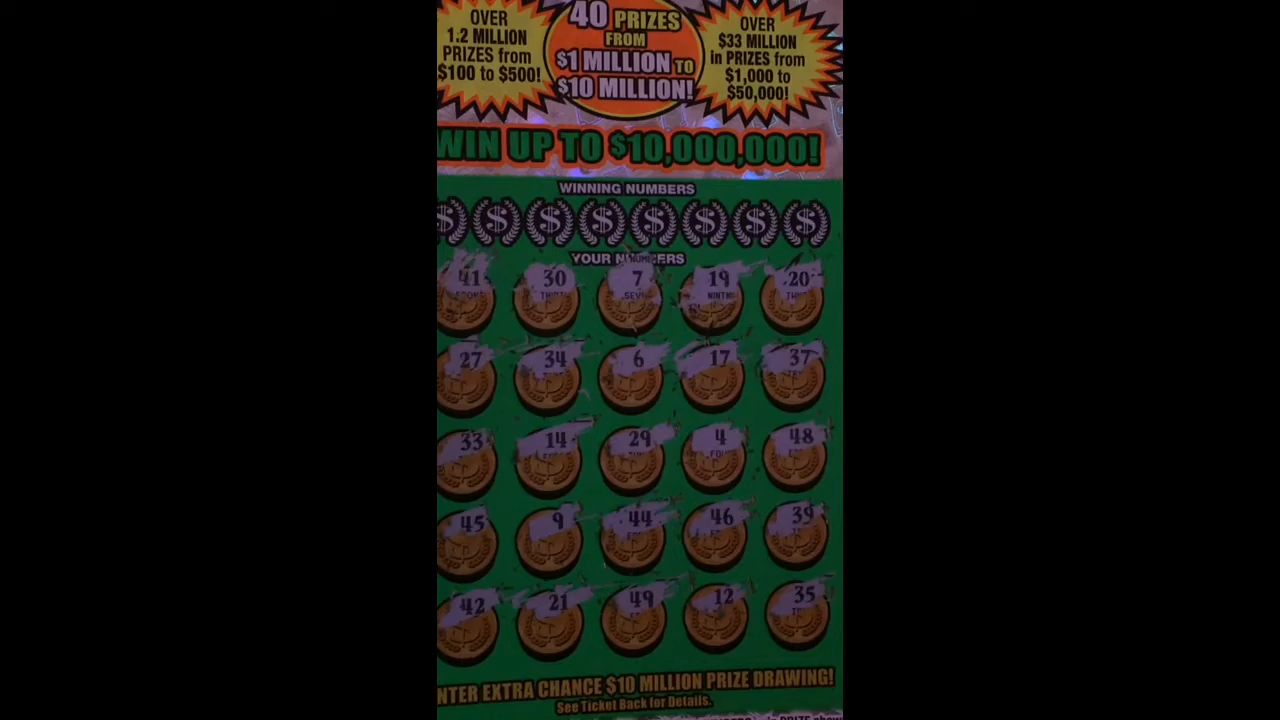 OVER
1.2 MILLION
PRIZES from
$100 to $500!
40 PRIZES
FROM
$1 MILLION TO
$10 MILLION!
OVER
$33 MILLION
in PRIZES from
$1,000 to
$50,000!
WIN UP TO $10,000,000!
WINNING NUMBERS
$ $ $ $ $ $ $ $
YOUR NUMBERS
41 30 7 19 20
27 34 6 17 37
33 14 29 4 48
45 9 44 46 39
42 21 49 12 35
NTER EXTRA CHANCE $10 MILLION PRIZE DRAWING!
See Ticket Back for Details.
in PRIZE